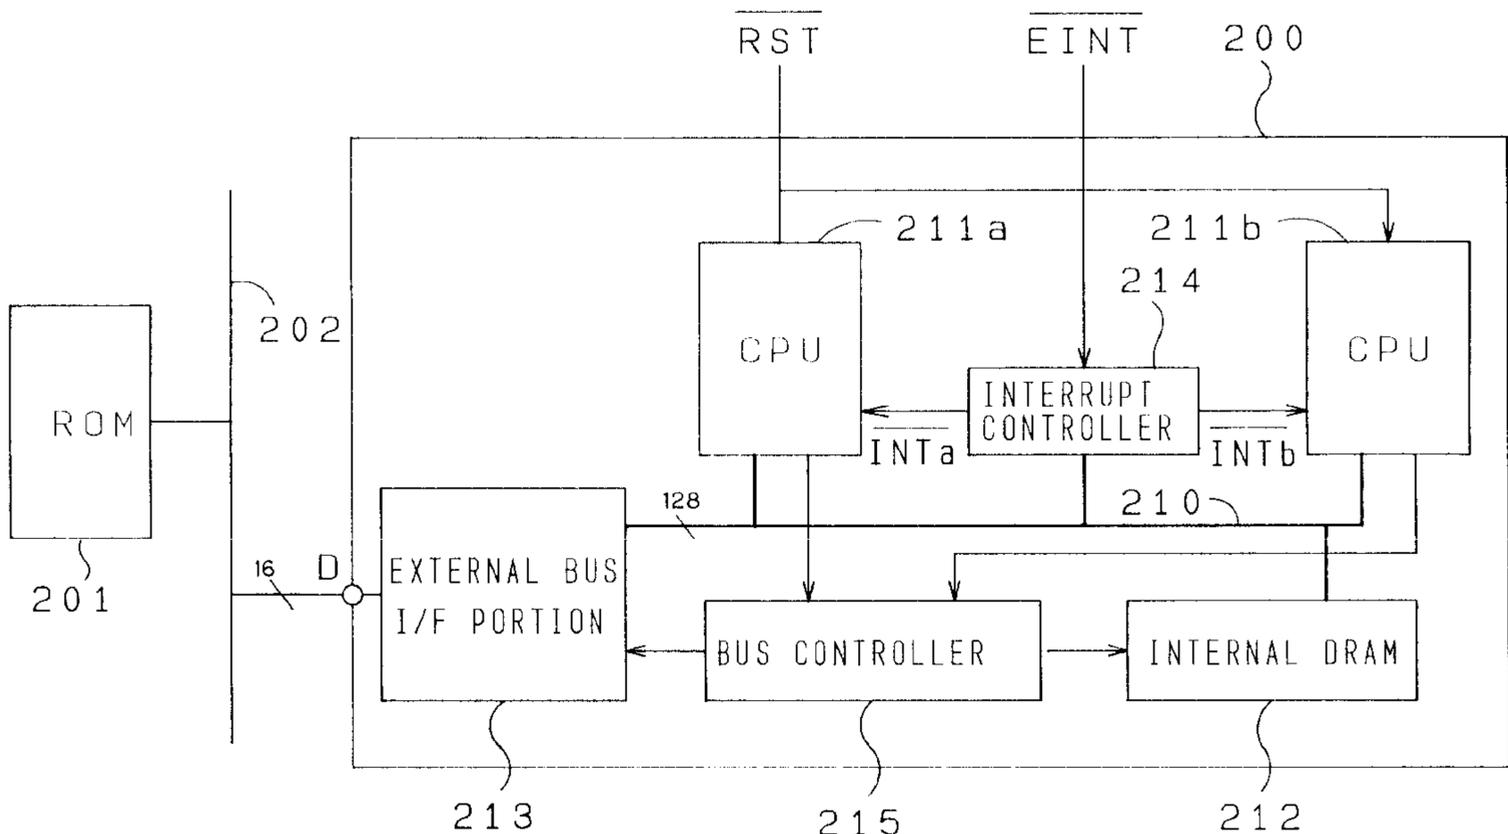 RST
EINT
200
211a
211b
214
202
CPU
CPU
ROM
INTERRUPT
CONTROLLER
INTa
INTb
128
210
201
16
D
EXTERNAL BUS
I/F PORTION
BUS CONTROLLER
INTERNAL DRAM
213
215
212